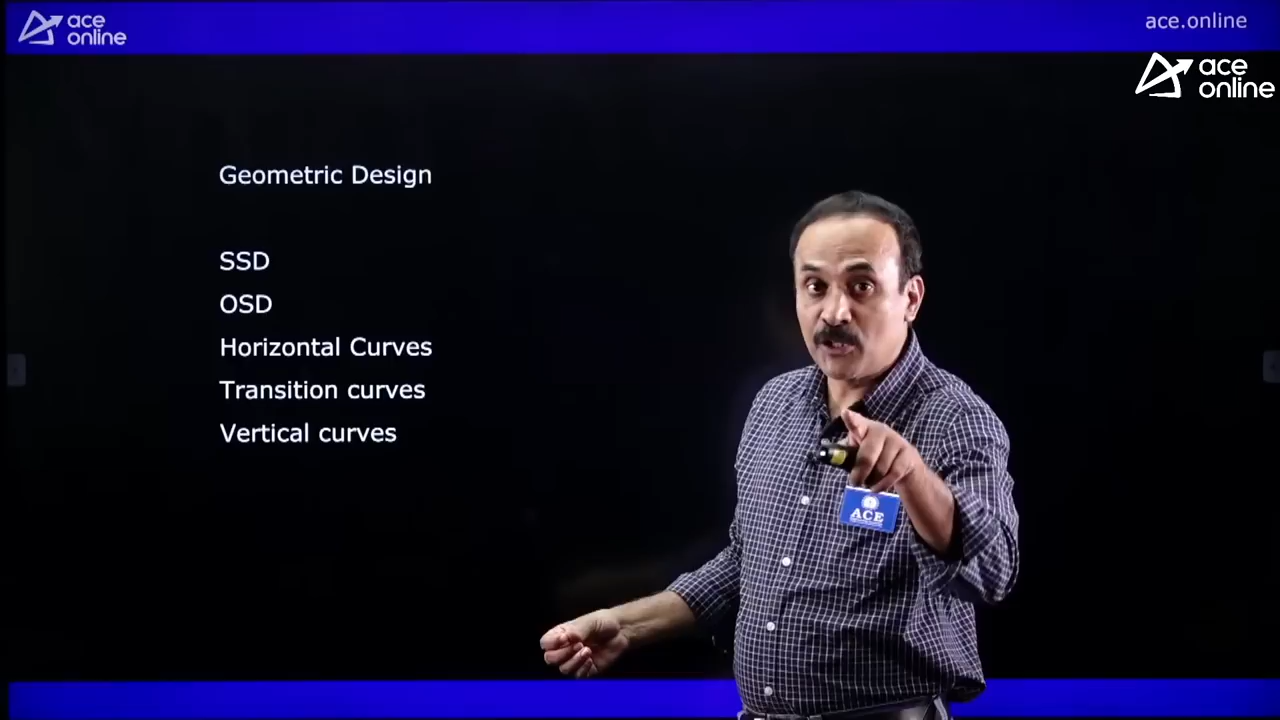 ace
online
ace.online
ace
online
Geometric Design
SSD
OSD
Horizontal Curves
Transition curves
Vertical curves
ACE